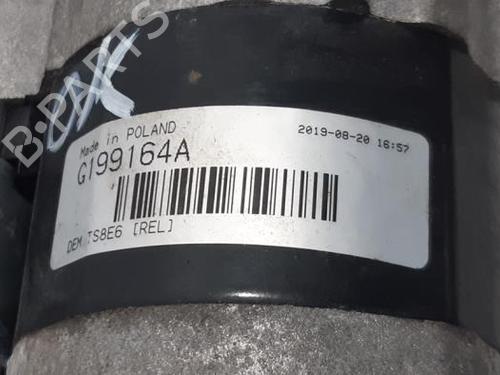 B-PARTS
Made in POLAND
2019-08-20 16:57
G199164A
DEM TS8E6 [REL]